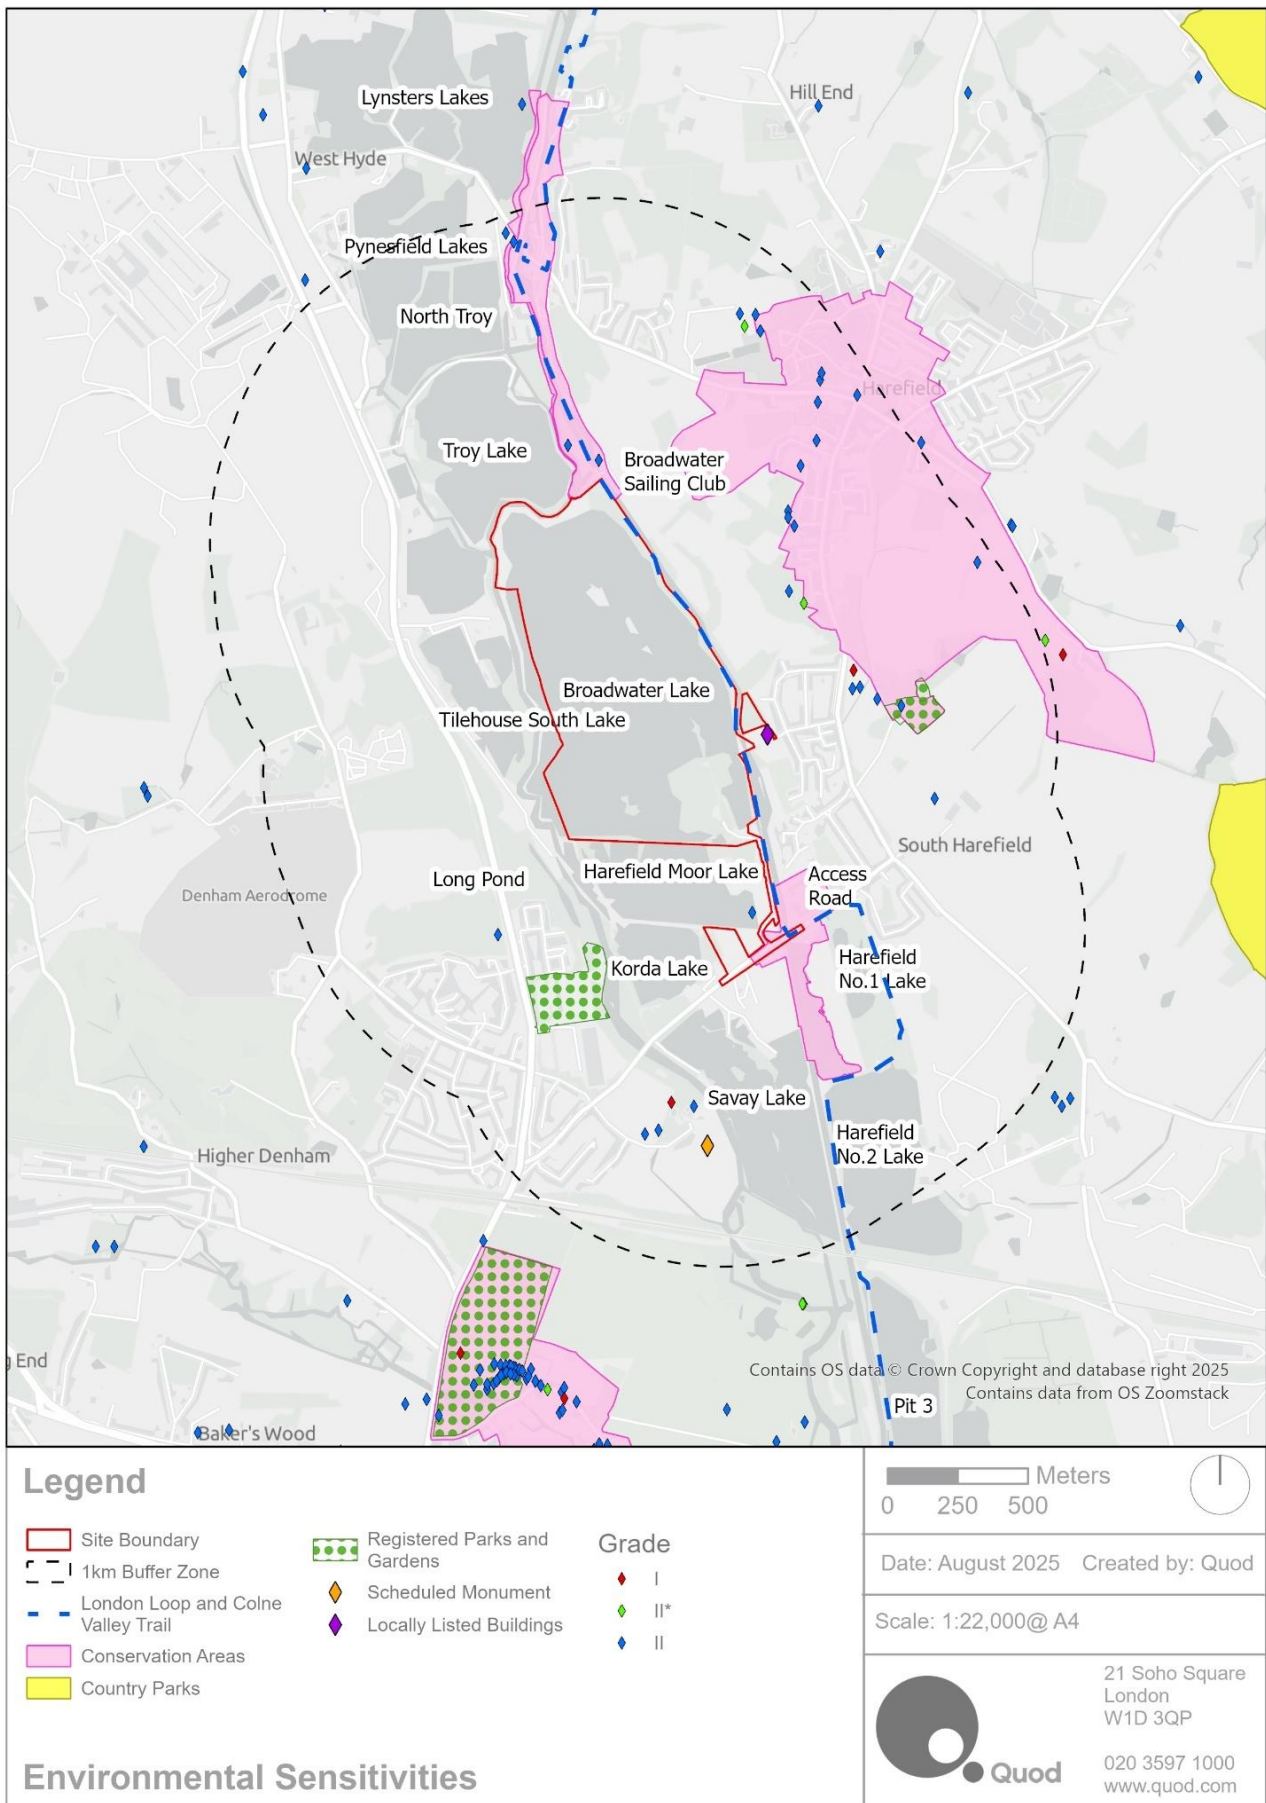 Lynsters Lakes
Hill End
West Hyde
Pynesfield Lakes
North Troy
Harefield
Troy Lake
Broadwater
Sailing Club
Broadwater Lake
Tilehouse South Lake
South Harefield
Harefield Moor Lake
Access
Road
Long Pond
Denham Aerodrome
Harefield
No.1 Lake
Korda Lake
Savay Lake
Harefield
No.2 Lake
Higher Denham
End
Contains OS data © Crown Copyright and database right 2025
Contains data from OS Zoomstack
Pit 3
Baker's Wood
Legend
Site Boundary
1km Buffer Zone
London Loop and Colne
Valley Trail
Conservation Areas
Country Parks
Registered Parks and
Gardens
Scheduled Monument
Locally Listed Buildings
Grade
I
II*
II
Environmental Sensitivities
Meters
0 250 500
Date: August 2025 Created by: Quod
Scale: 1:22,000@ A4
Quod
21 Soho Square
London
W1D 3QP
020 3597 1000
www.quod.com